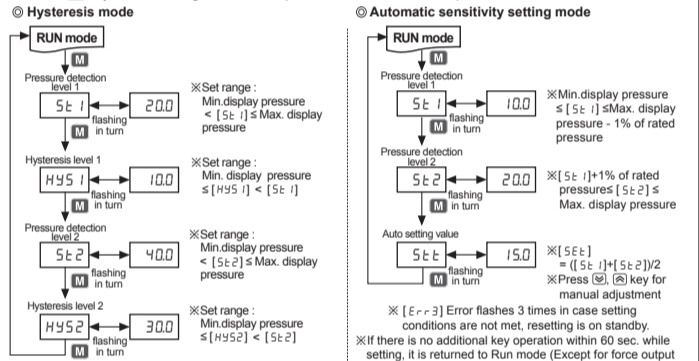 ◎ Hysteresis mode
RUN mode
M
Pressure detection
level 1
St 1
20.0
flashing
M in turn
※Set range :
Min.display pressure
< [St 1] ≤ Max. display
pressure
Hysteresis level 1
HYS1
10.0
flashing
M in turn
※Set range :
Min. display pressure
≤[HYS1] < [St 1]
Pressure detection
level 2
St2
40.0
flashing
M in turn
※Set range :
Min.display pressure
< [St2] ≤ Max. display
pressure
Hysteresis level 2
HYS2
30.0
flashing
M in turn
※Set range :
Min.display pressure
≤[HYS2] < [St2]
◎ Automatic sensitivity setting mode
RUN mode
M
Pressure detection
level 1
St 1
10.0
flashing
M in turn
※Min.display pressure
≤ [St 1] ≤Max. display
pressure - 1% of rated
pressure
Pressure detection
level 2
St2
20.0
flashing
M in turn
※[St 1]+1% of rated
pressure≤ [St2] ≤
Max. display pressure
Auto setting value
Stt
15.0
flashing
M in turn
※[SEt]
= ([St 1]+[St2])/2
※Press , key for
manual adjustment
※ [Err3] Error flashes 3 times in case setting
conditions are not met, resetting is on standby.
※If there is no additional key operation within 60 sec. while
setting, it is returned to Run mode (Except for force output